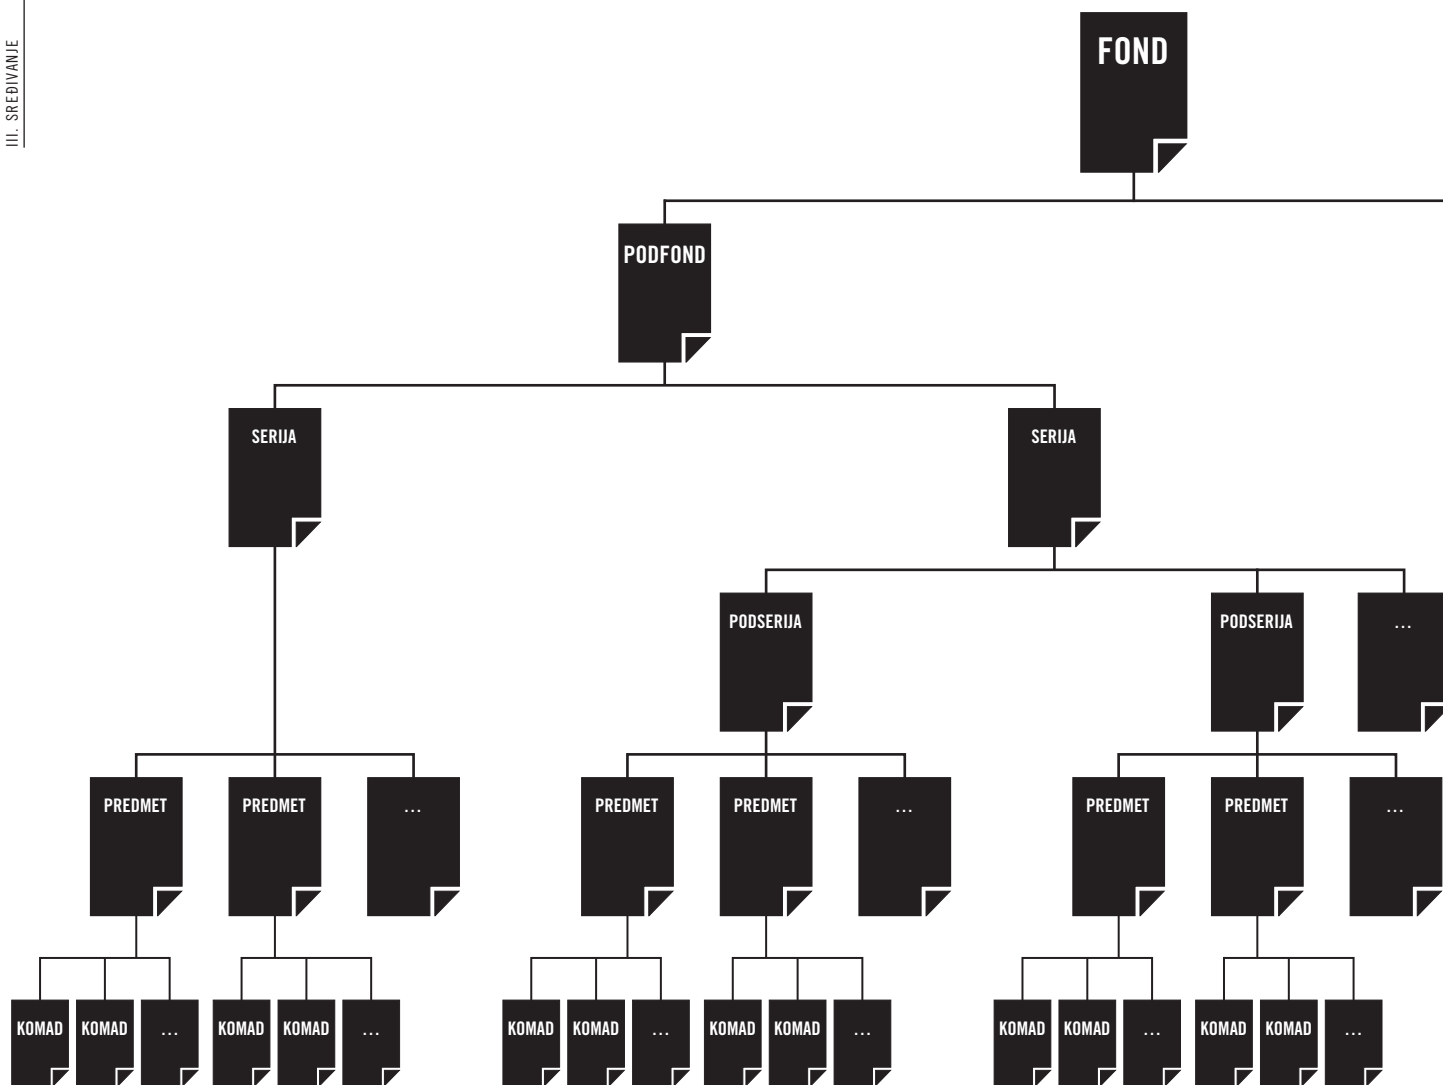 III. SREĐIVANJE
FOND
PODFOND
SERIJA SERIJA
PODSERIJA PODSERIJA ...
PREDMET PREDMET ... PREDMET PREDMET ... PREDMET PREDMET ...
KOMAD KOMAD ... KOMAD KOMAD ... KOMAD KOMAD ... KOMAD KOMAD ... KOMAD KOMAD ... KOMAD KOMAD ...